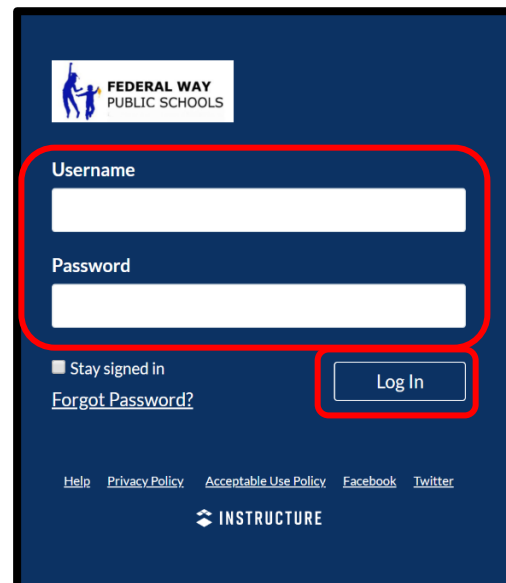 FEDERAL WAY
PUBLIC SCHOOLS
Username
Password
Stay signed in
Log In
Forgot Password?
Help Privacy Policy Acceptable Use Policy Facebook Twitter
INSTRUCTURE